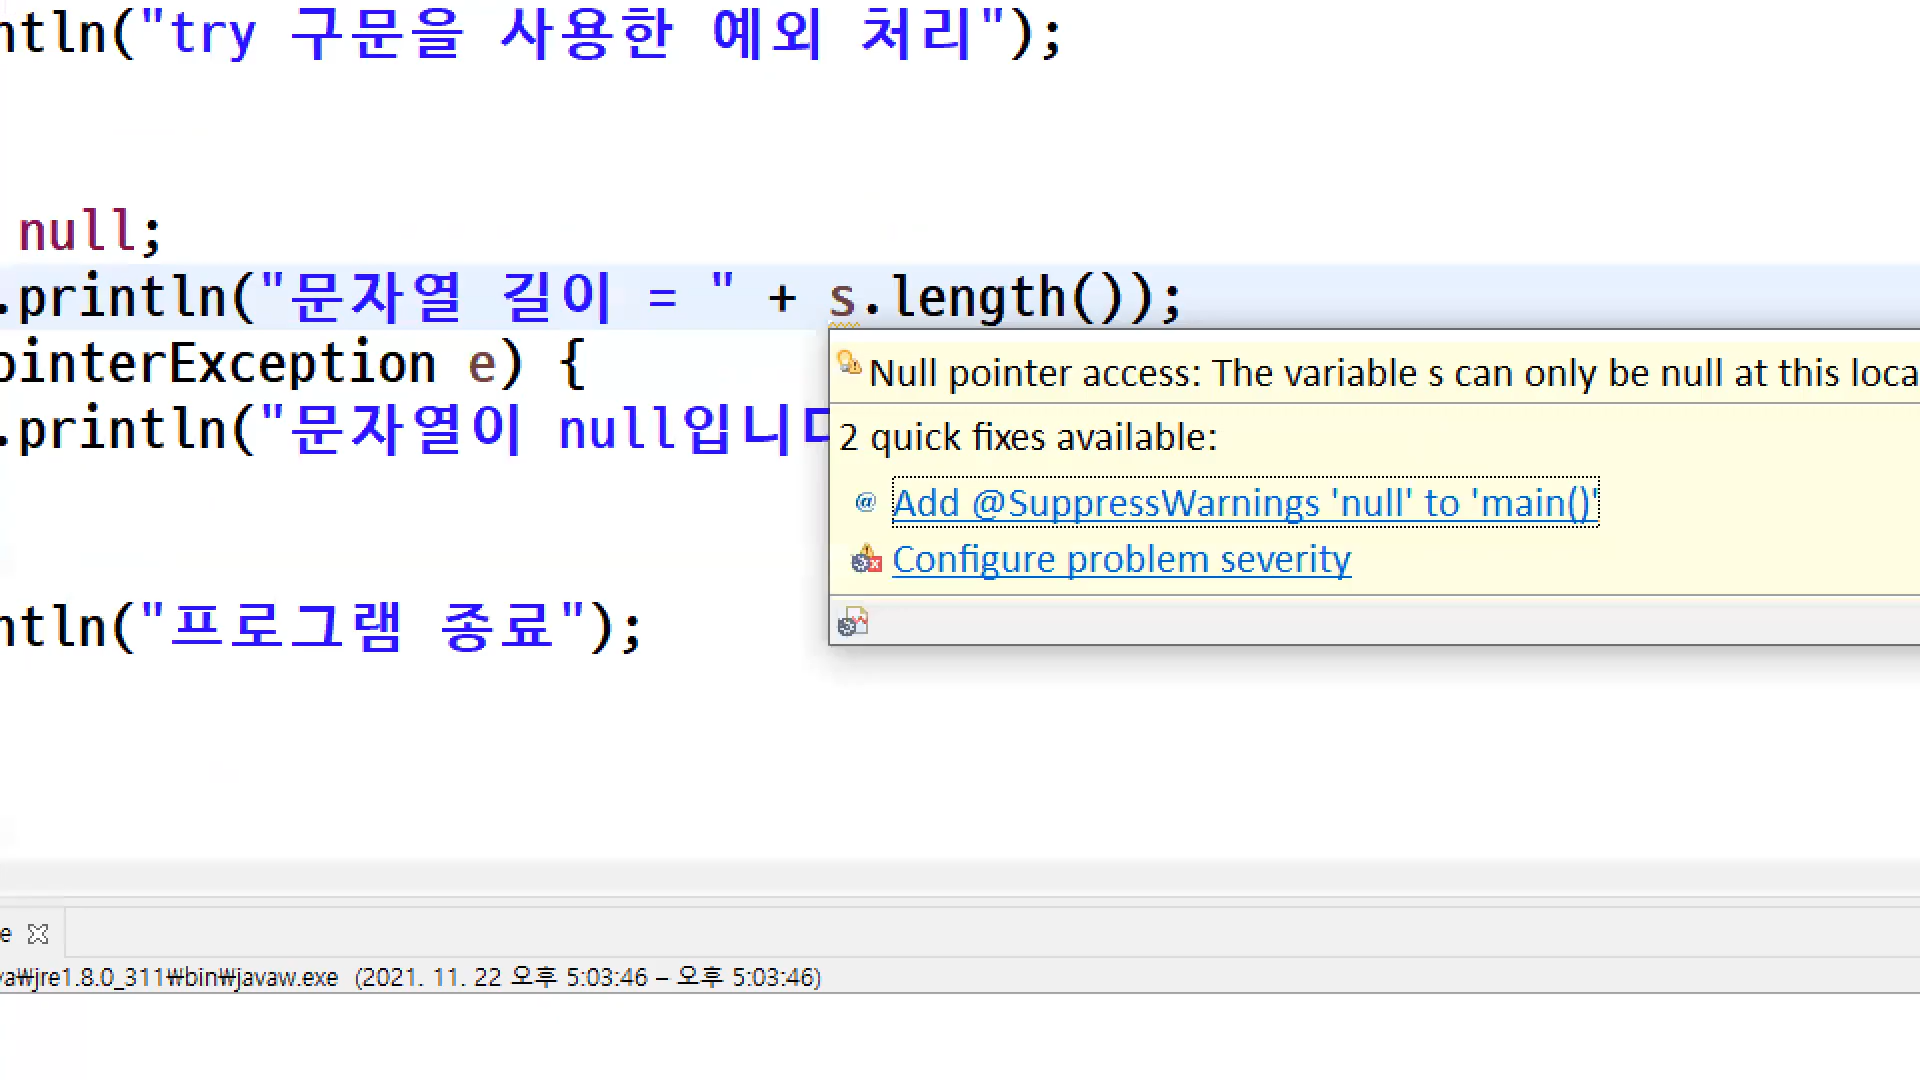 ntln("try 구문을 사용한 예외 처리");
null;
.println("문자열 길이 = " + s.length());
ointerException e) {
.println("문자열이 null입니다
Null pointer access: The variable s can only be null at this loca
2 quick fixes available:
@ Add @SuppressWarnings 'null' to 'main()'
Configure problem severity
ntln("프로그램 종료");
e
va₩jre1.8.0_311₩bin₩javaw.exe (2021. 11. 22 오후 5:03:46 – 오후 5:03:46)